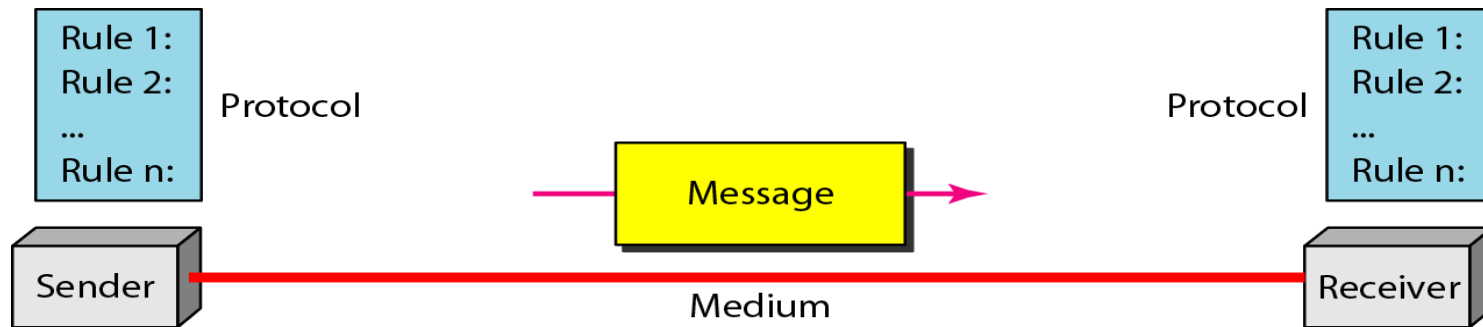 Rule 1:
Rule 2:
...
Rule n:
Protocol
Message
Protocol
Rule 1:
Rule 2:
...
Rule n:
Sender
Medium
Receiver